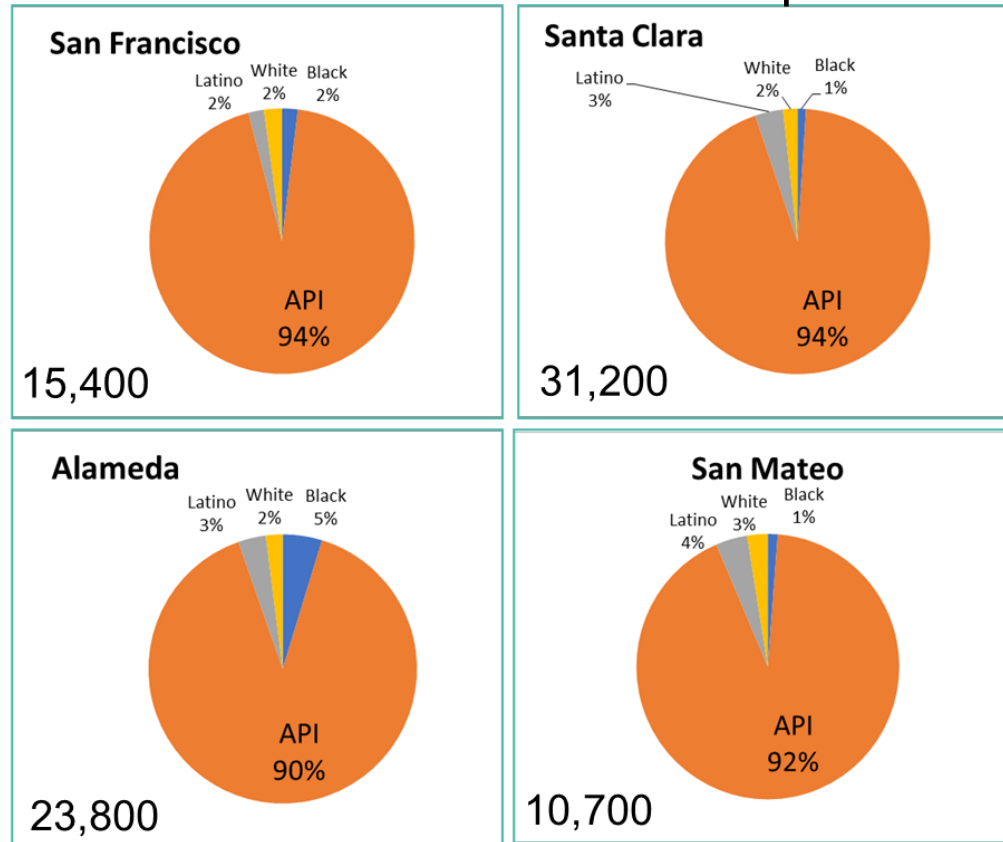 San Francisco
Latino
2%
White
2%
Black
2%
API
94%
15,400
Santa Clara
Latino
3%
White
2%
Black
1%
API
94%
31,200
Alameda
Latino
3%
White
2%
Black
5%
API
90%
23,800
San Mateo
Latino
4%
White
3%
Black
1%
API
92%
10,700